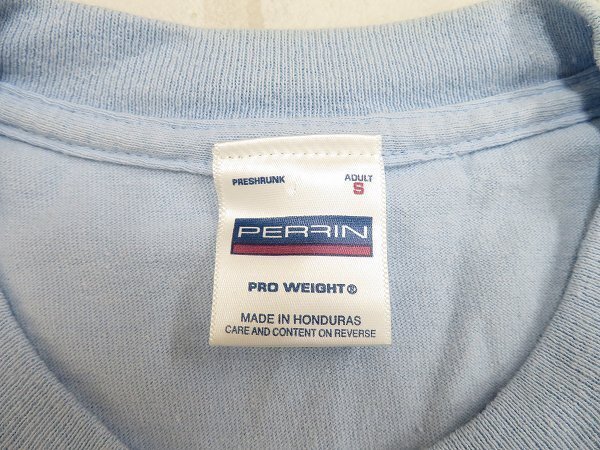 PRESHRUNK ADULT
S
PERRIN
PRO WEIGHT®
MADE IN HONDURAS
CARE AND CONTENT ON REVERSE